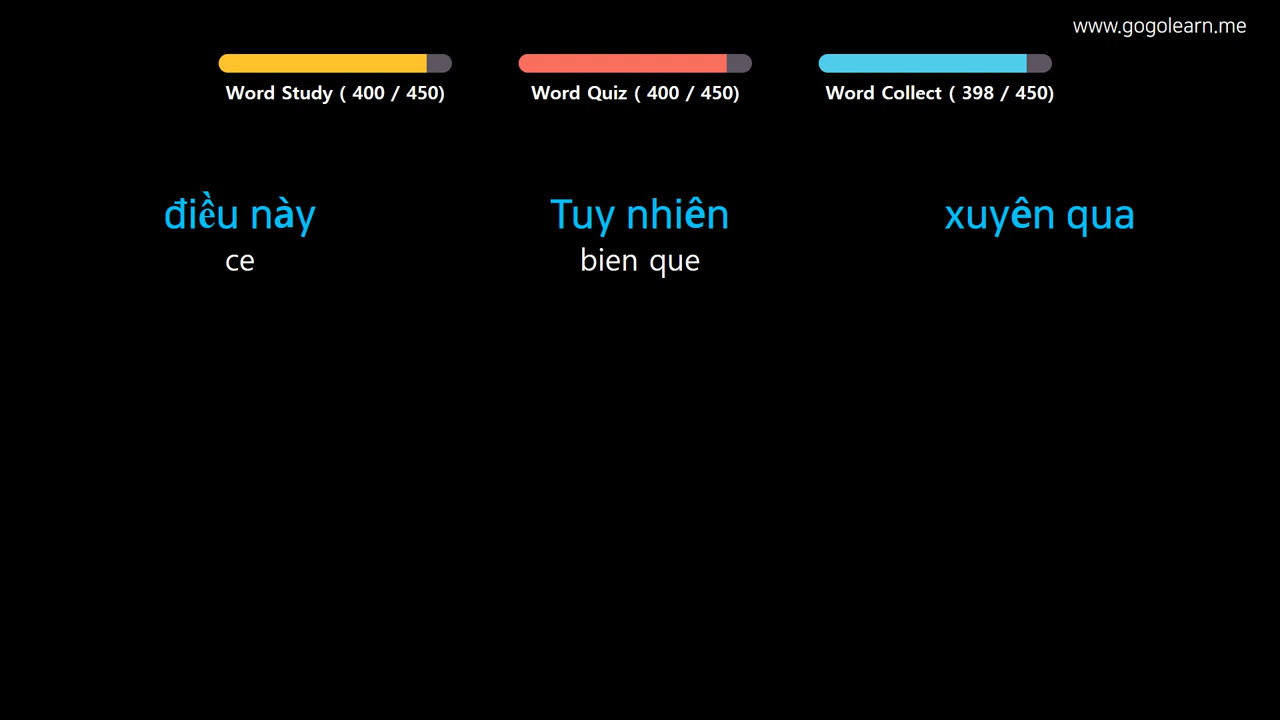 www.gogolearn.me
Word Study ( 400 / 450)
Word Quiz ( 400 / 450)
Word Collect ( 398 / 450)
điều này
ce
Tuy nhiên
bien que
xuyên qua